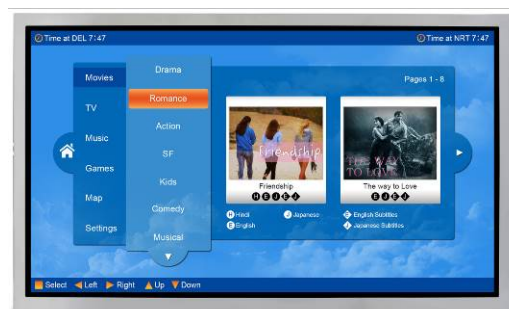 Time at DEL 7:47
Time at NRT 7:47
Movies
TV
Music
Games
Map
Settings
Drama
Romance
Action
SF
Kids
Comedy
Musical
Pages 1 - 8
Friendship
Friendship
H E J E J
THE WAY
TO LOVE
The way to Love
E J E J
H Hindi
J Japanese
E English Subtitles
E English
J Japanese Subtitles
Select Left Right Up Down